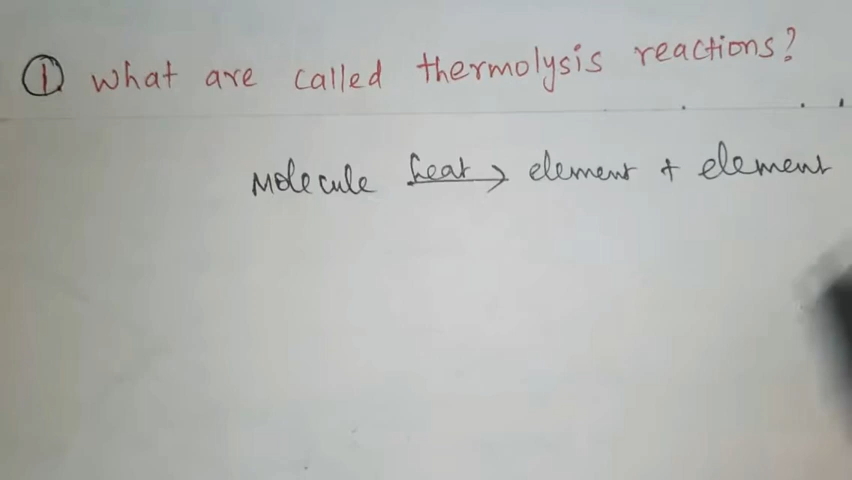 ① What are called thermolysis reactions?
Molecule heat → element + element